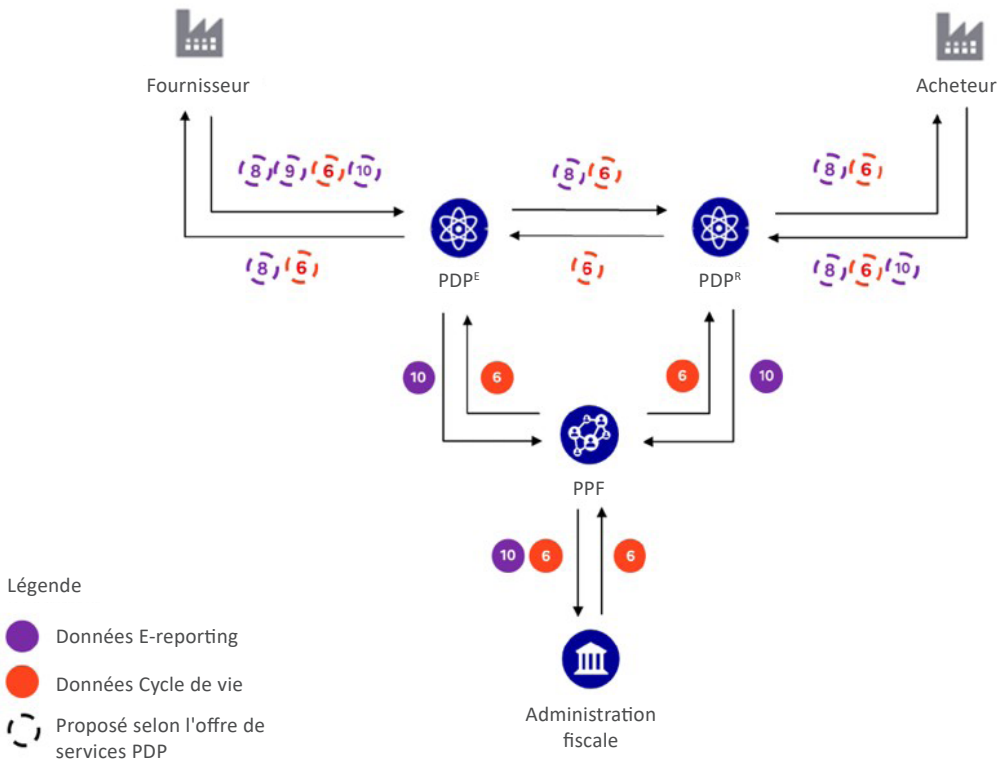 Fournisseur
Acheteur
8 9 6 10
8 6
8 6
8 6
6
8 6 10
PDPᴱ
PDPᴿ
10
6
6
10
PPF
10 6
6
Légende
Données E-reporting
Données Cycle de vie
Proposé selon l'offre de
services PDP
Administration
fiscale